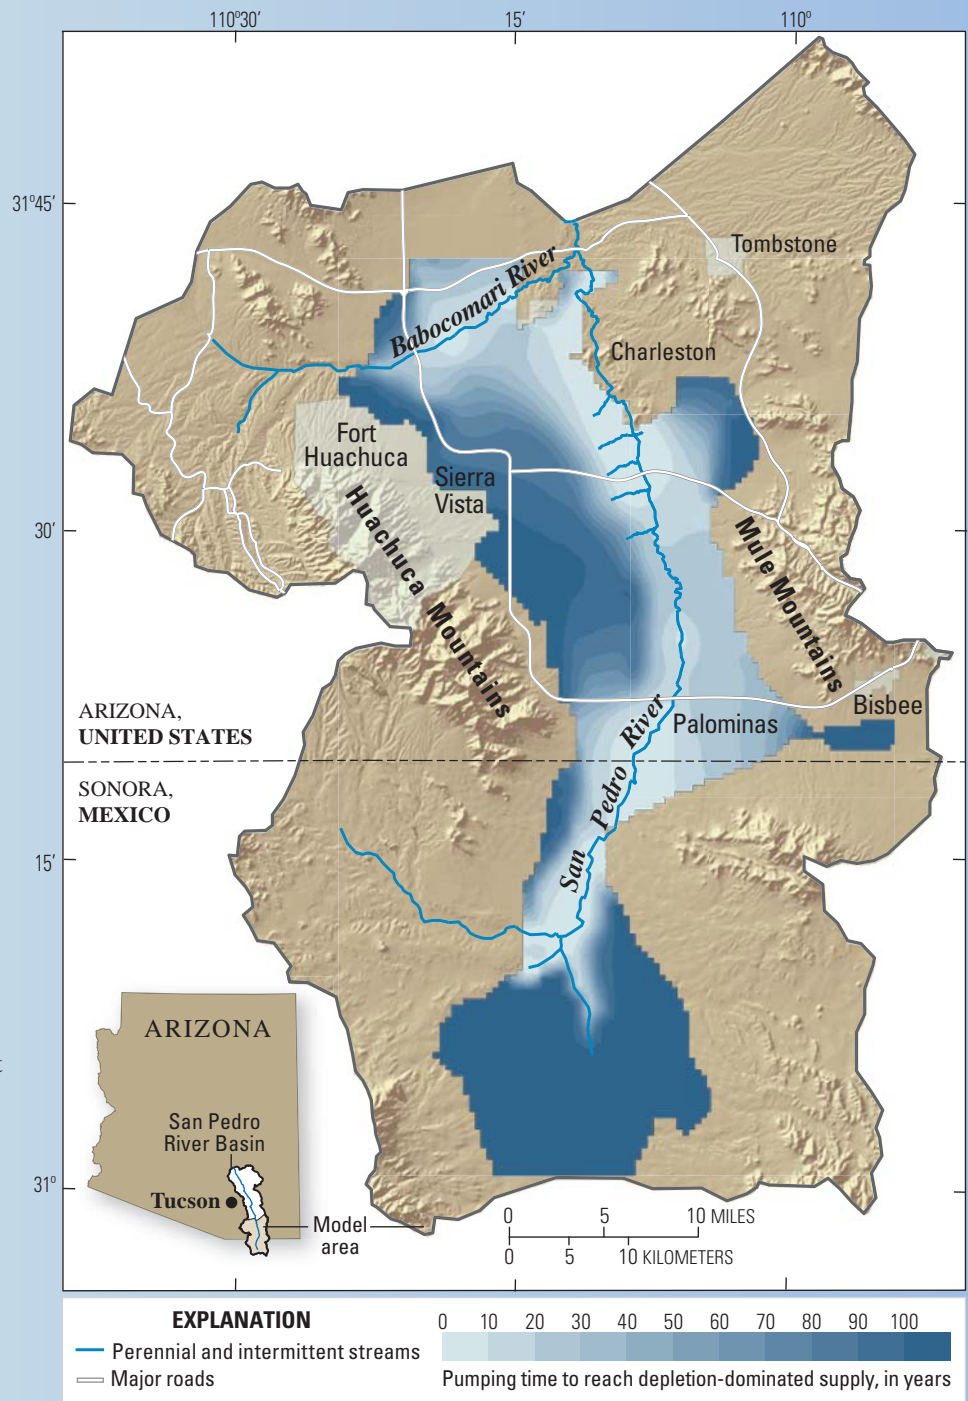 110°30'
15'
110°
31°45'
Tombstone
Babocomari River
Charleston
Fort
Huachuca
Sierra
Vista
30'
Huachuca Mountains
Mule Mountains
ARIZONA,
UNITED STATES
Bisbee
Palominas
San Pedro River
SONORA,
MEXICO
15'
ARIZONA
t
San Pedro
River Basin
Tucson
Model
area
31°
0 5 10 MILES
0 5 10 KILOMETERS
EXPLANATION
Perennial and intermittent streams
Major roads
0 10 20 30 40 60 70 80 90 100
Pumping time to reach depletion-dominated supply, in years